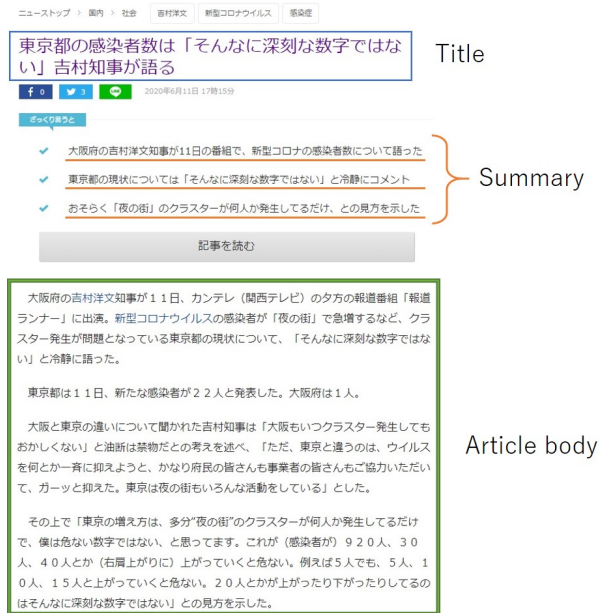 ニューストップ > 国内 > 社会 吉村洋文 新型コロナウイルス 感染症
東京都の感染者数は「そんなに深刻な数字ではな
い」吉村知事が語る
Title
f 0 3 LINE 2020年6月11日 17時15分
ざっくり言うと
大阪府の吉村洋文知事が11日の番組で、新型コロナの感染者数について語った
東京都の現状については「そんなに深刻な数字ではない」と冷静にコメント
おそらく「夜の街」のクラスターが何人か発生してるだけ、との見方を示した
Summary
記事を読む
大阪府の吉村洋文知事が１１日、カンテレ（関西テレビ）の夕方の報道番組「報道
ランナー」に出演。新型コロナウイルスの感染者が「夜の街」で急増するなど、クラ
スター発生が問題となっている東京都の現状について、「そんなに深刻な数字ではな
い」と冷静に語った。
東京都は１１日、新たな感染者が２２人と発表した。大阪府は１人。
大阪と東京の違いについて聞かれた吉村知事は「大阪もいつクラスター発生しても
おかしくない」と油断は禁物だとの考えを述べ、「ただ、東京と違うのは、ウイルス
を何とか一斉に抑えようと、かなり府民の皆さんも事業者の皆さんもご協力いただい
て、ガーッと抑えた。東京は夜の街もいろんな活動をしている」とした。
Article body
その上で「東京の増え方は、多分“夜の街”のクラスターが何人か発生してるだけ
で、僕は危ない数字ではない、と思ってます。これが（感染者が）９２０人、３０
人、４０人とか（右肩上がりに）上がっていくと危ない。例えば５人でも、５人、１
０人、１５人と上がっていくと危ない。２０人とかが上がったり下がったりしてるの
はそんなに深刻な数字ではない」との見方を示した。